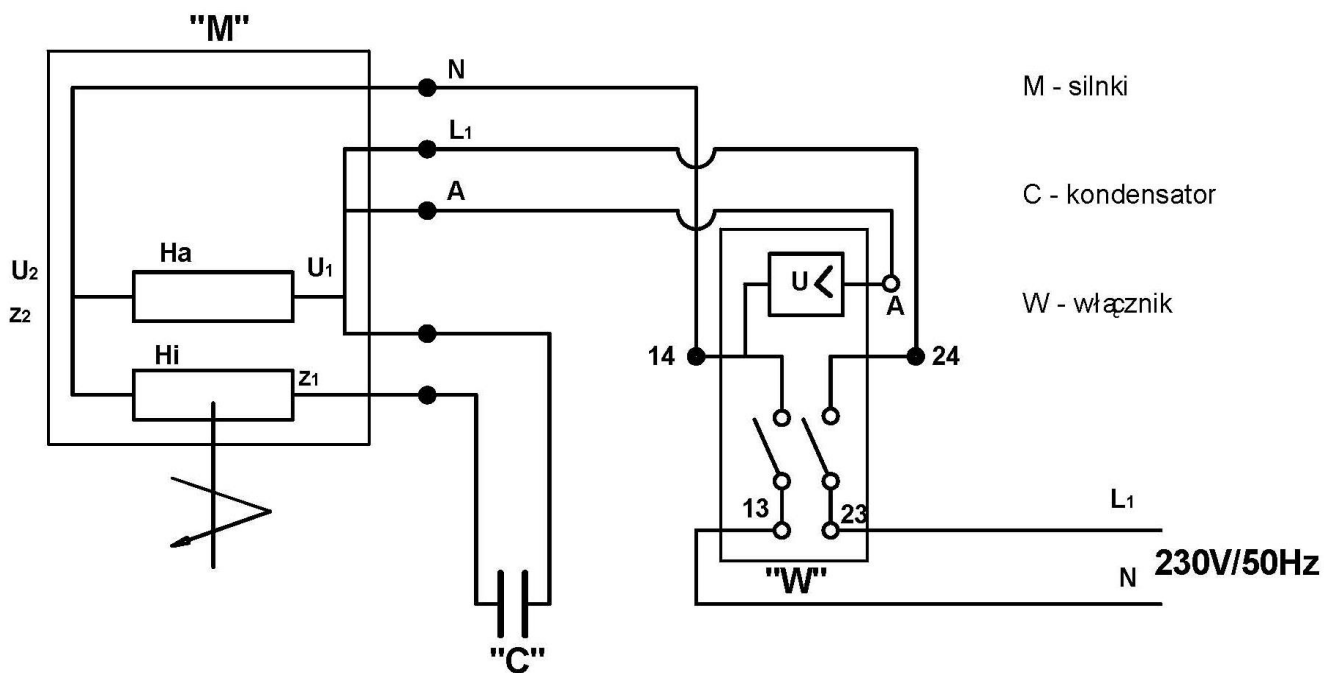 "M"
N
M - silnki
L1
A
C - kondensator
Ha
U2
U1
z2
U <
A
W - włącznik
14
24
Hi
z1
13
23
L1
230V/50Hz
"W"
N
"C"